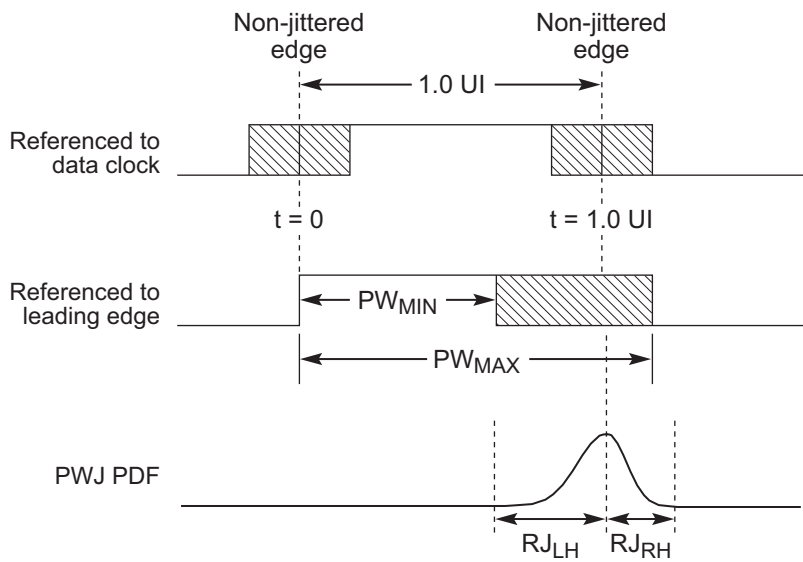 Non-jittered
edge
Non-jittered
edge
1.0 UI
Referenced to
data clock
t = 0
t = 1.0 UI
Referenced to
leading edge
PWMIN
PWMAX
PWJ PDF
RJLH
RJRH